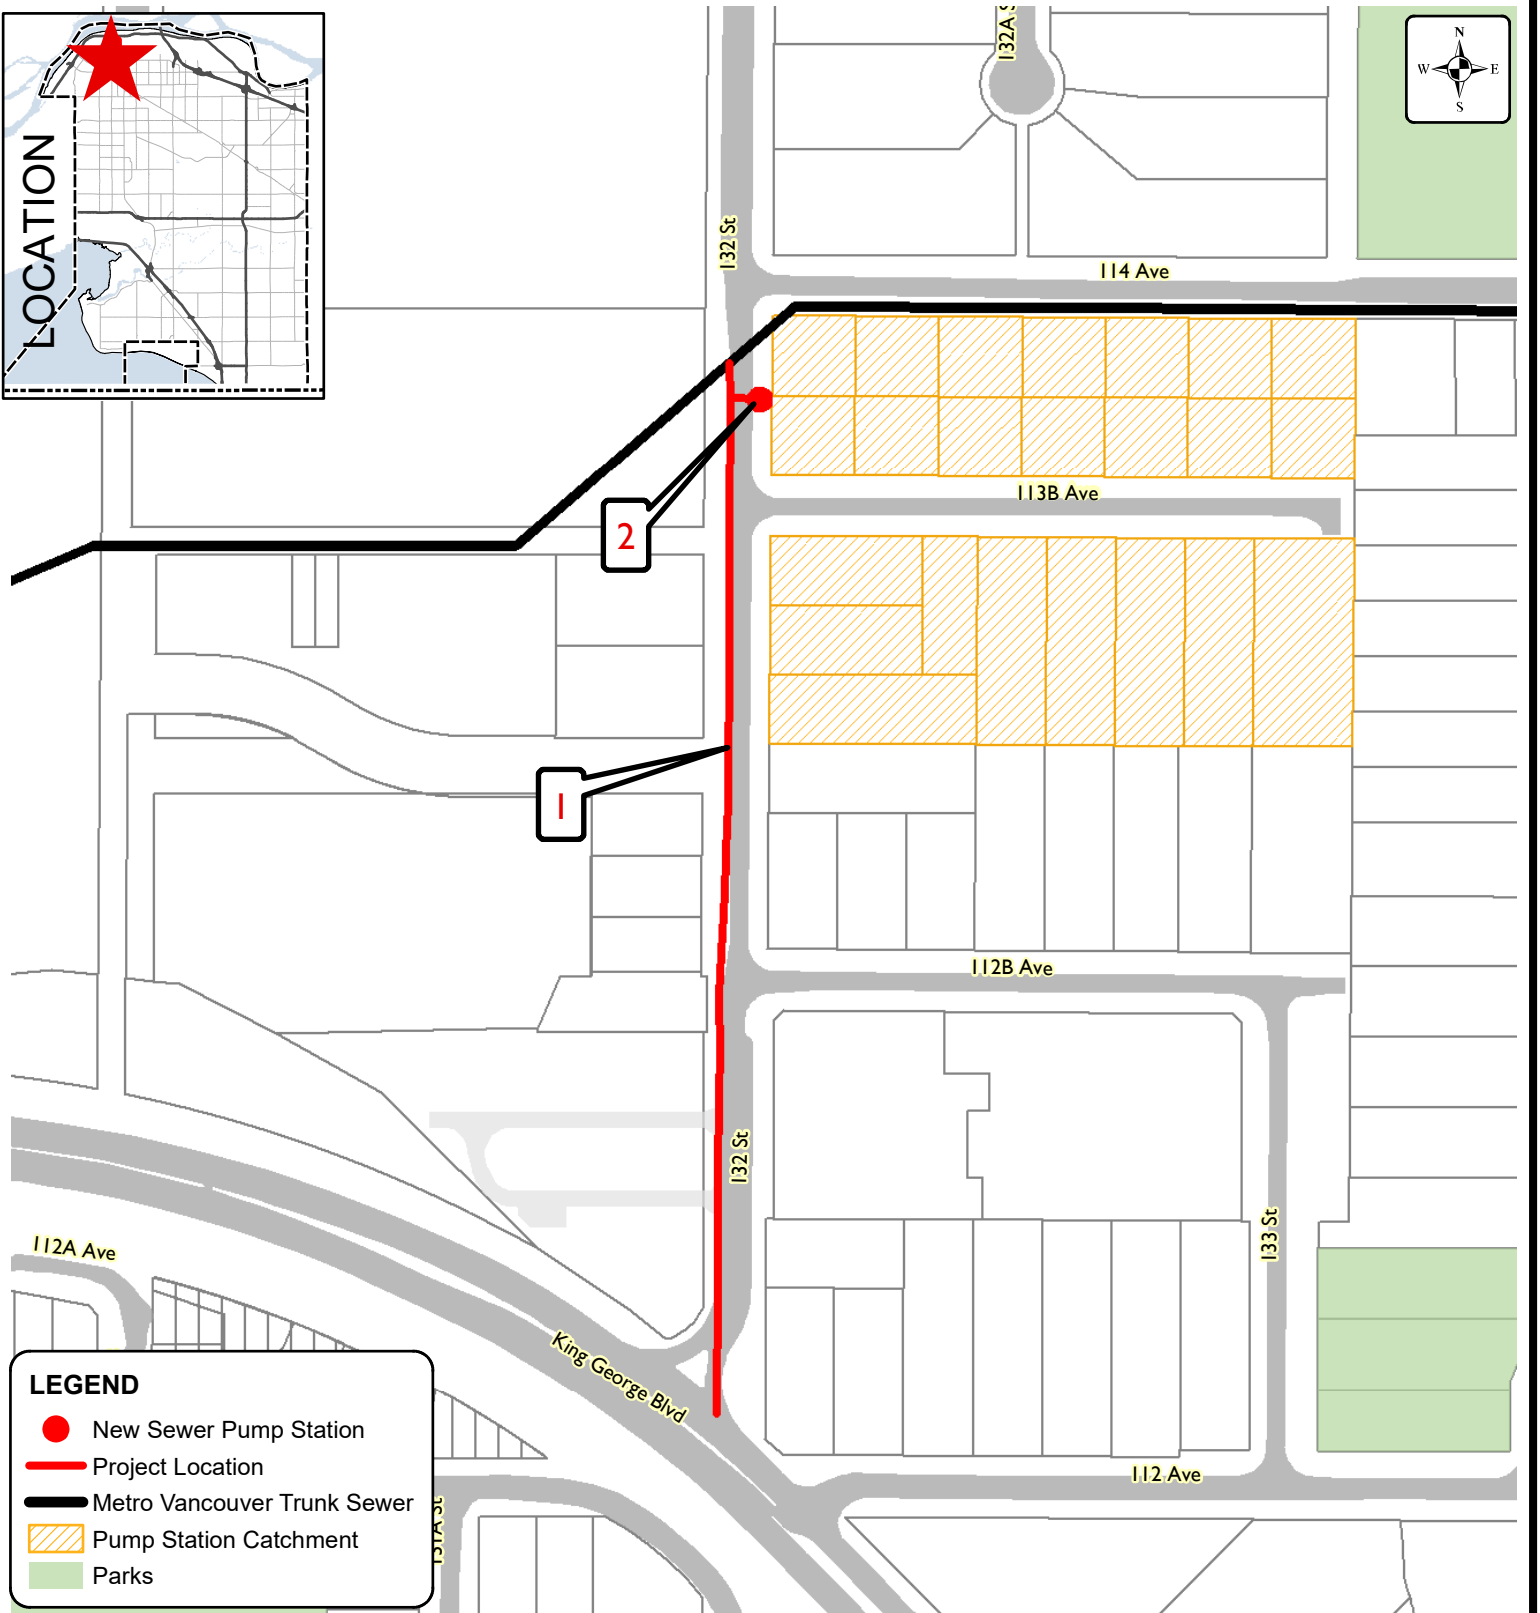 LOCATION
132A S
N
W E
S
132 St
114 Ave
113B Ave
2
1
112B Ave
132 St
133 St
112A Ave
King George Blvd
112 Ave
131A St
LEGEND
New Sewer Pump Station
Project Location
Metro Vancouver Trunk Sewer
Pump Station Catchment
Parks